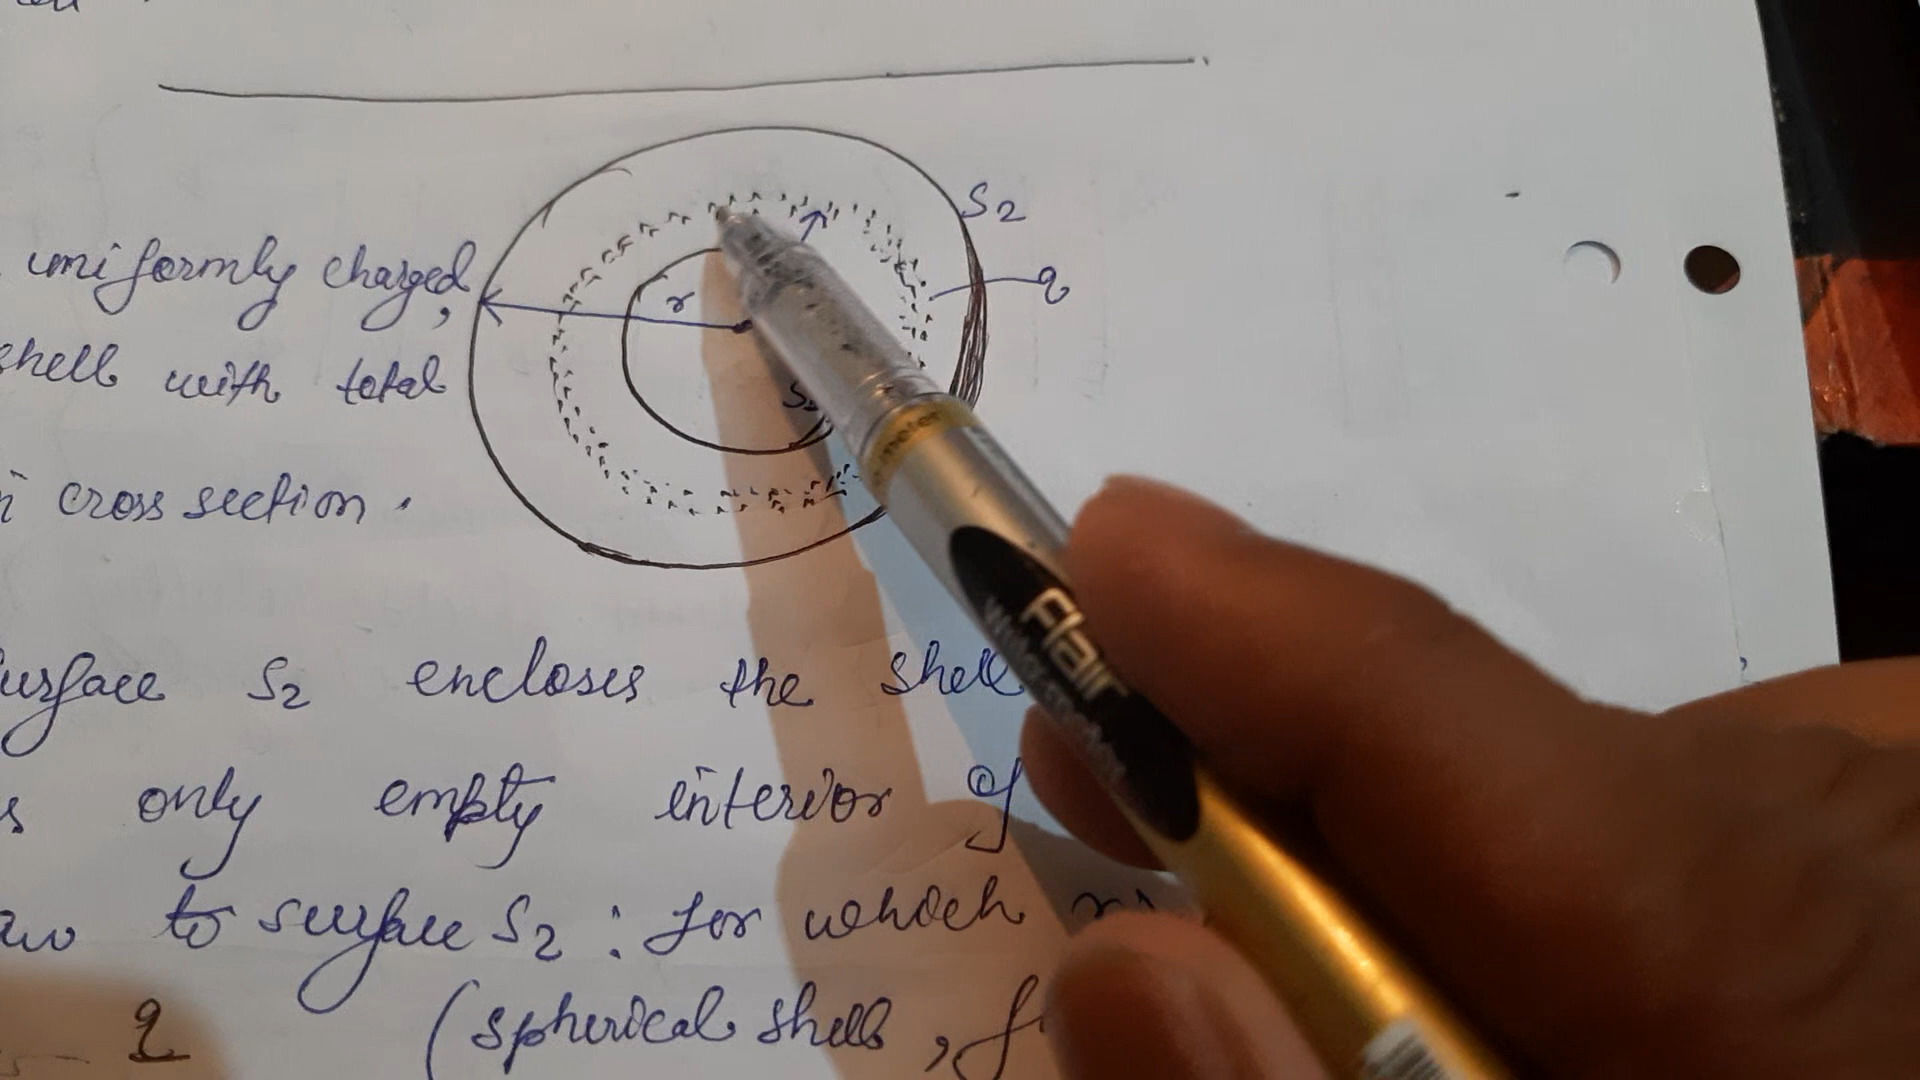 uniformly charged,
shell with total
cross section.
S2
q
r
surface S2 encloses the shell
only empty interior of
to surface S2 : for which
q (spherical shell,
Flair